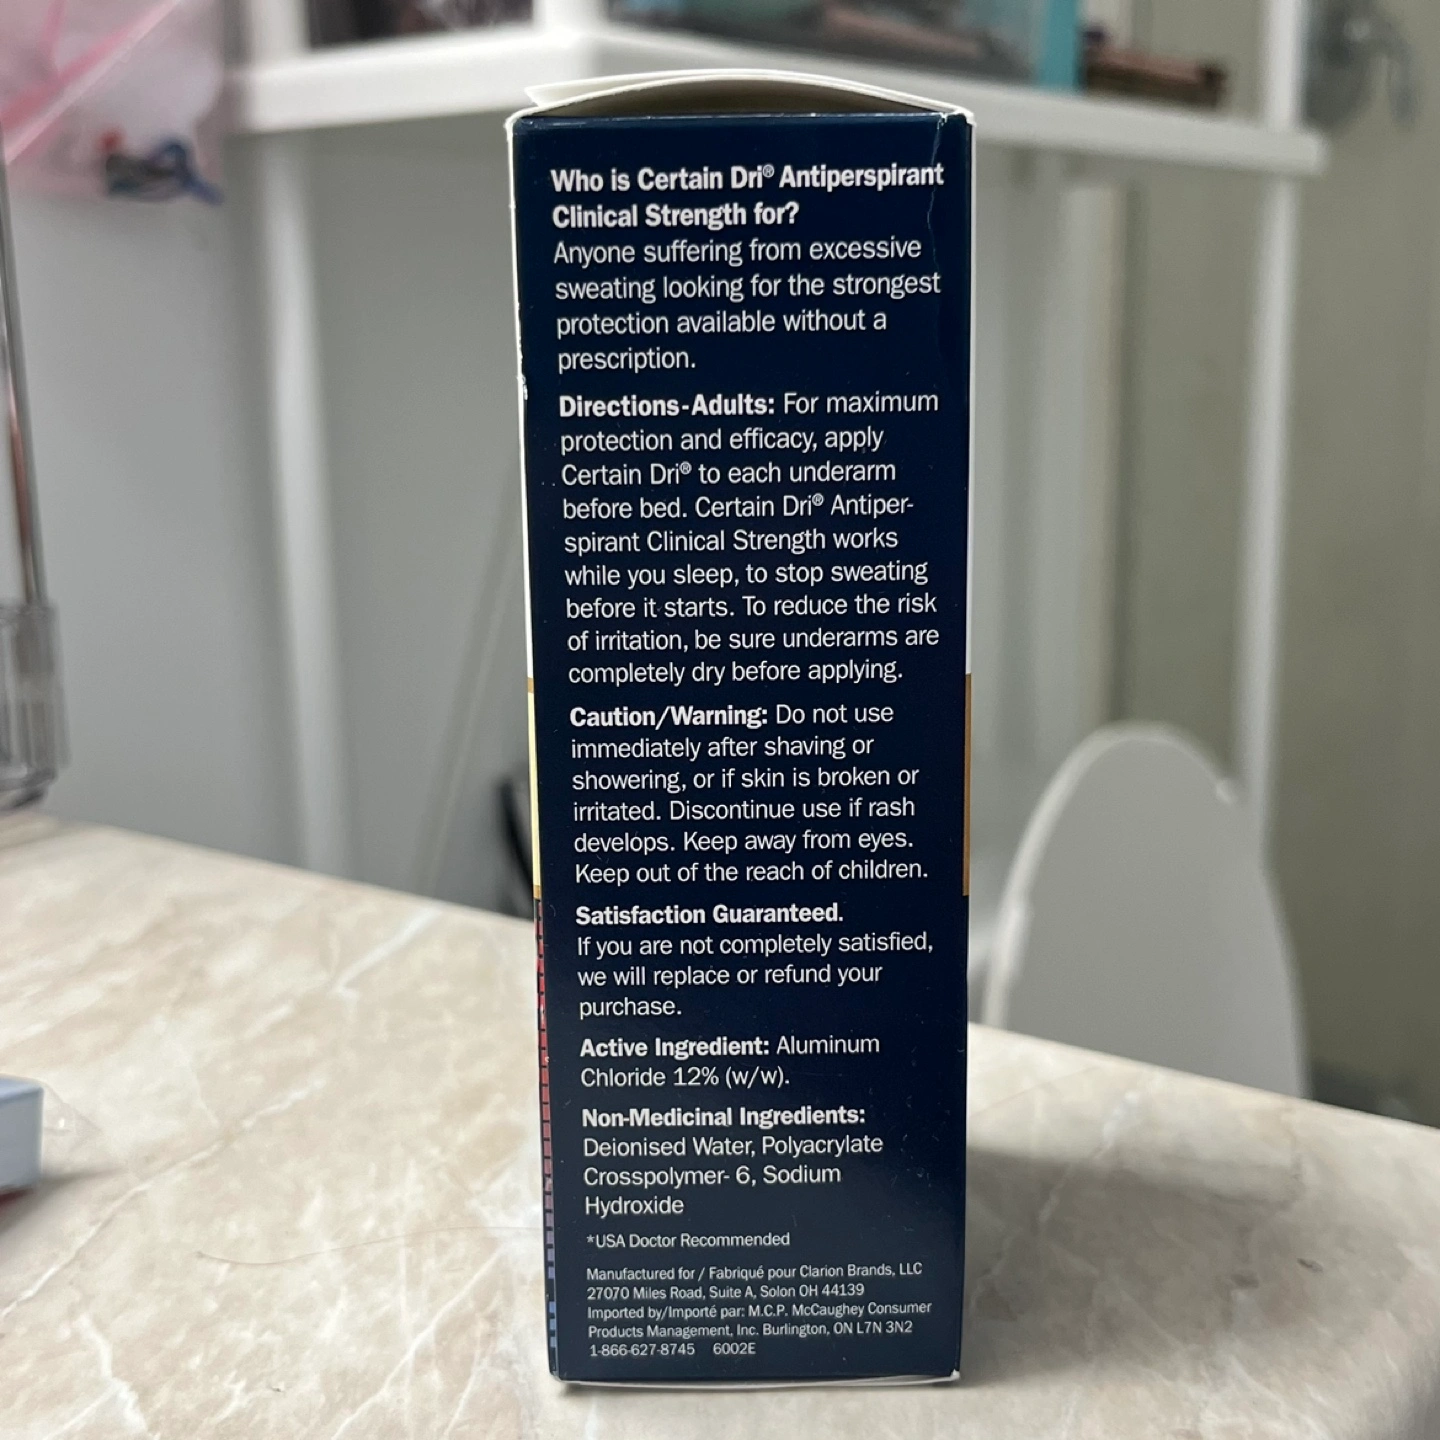 Who is Certain Dri® Antiperspirant
Clinical Strength for?
Anyone suffering from excessive
sweating looking for the strongest
protection available without a
prescription.
Directions-Adults: For maximum
protection and efficacy, apply
Certain Dri® to each underarm
before bed. Certain Dri® Antiper-
spirant Clinical Strength works
while you sleep, to stop sweating
before it starts. To reduce the risk
of irritation, be sure underarms are
completely dry before applying.
Caution/Warning: Do not use
immediately after shaving or
showering, or if skin is broken or
irritated. Discontinue use if rash
develops. Keep away from eyes.
Keep out of the reach of children.
Satisfaction Guaranteed.
If you are not completely satisfied,
we will replace or refund your
purchase.
Active Ingredient: Aluminum
Chloride 12% (w/w).
Non-Medicinal Ingredients:
Deionised Water, Polyacrylate
Crosspolymer- 6, Sodium
Hydroxide
*USA Doctor Recommended
Manufactured for / Fabriqué pour Clarion Brands, LLC
27070 Miles Road, Suite A, Solon OH 44139
Imported by/Importé par: M.C.P. McCaughey Consumer
Products Management, Inc. Burlington, ON L7N 3N2
1-866-627-8745 6002E